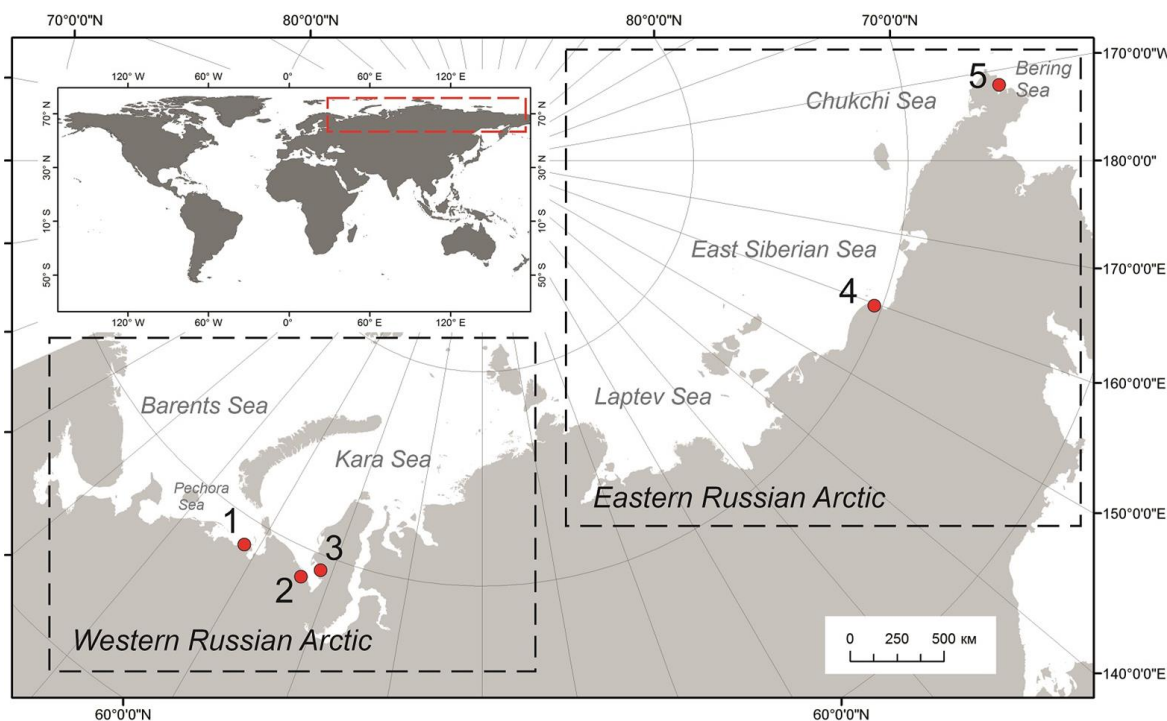 70°0'0"N
80°0'0"N
80°0'0"N
70°0'0"N
170°0'0"W
180°0'0"
170°0'0"E
160°0'0"E
150°0'0"E
140°0'0"E
120° W
60° W
0°
60° E
120° E
70° N
30° N
10° S
50° S
70° N
30° N
10° S
50° S
120° W
60° W
0°
60° E
120° E
5
Bering
Sea
Chukchi Sea
East Siberian Sea
4
Laptev Sea
Eastern Russian Arctic
Barents Sea
Kara Sea
Pechora
Sea
1
3
2
Western Russian Arctic
0 250 500 км
60°0'0"N
60°0'0"N